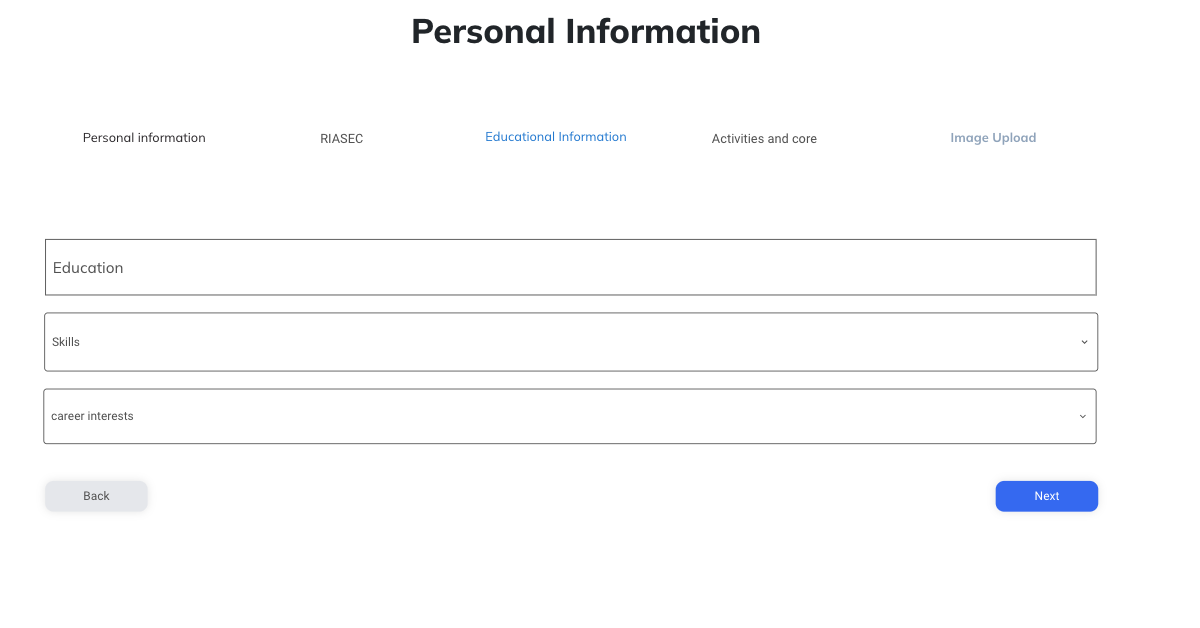 Personal Information
Personal information
RIASEC
Educational Information
Activities and core
Image Upload
Education
Skills
career interests
Back
Next